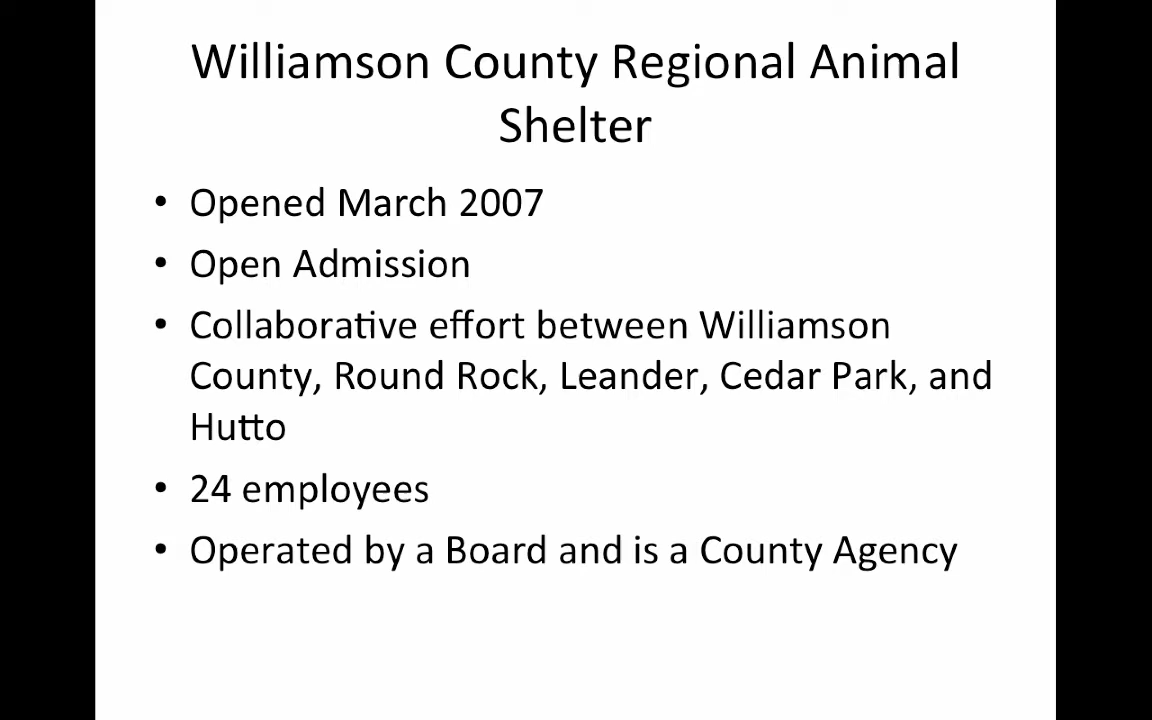 Williamson County Regional Animal
Shelter
• Opened March 2007
• Open Admission
• Collaborative effort between Williamson
County, Round Rock, Leander, Cedar Park, and
Hutto
• 24 employees
• Operated by a Board and is a County Agency